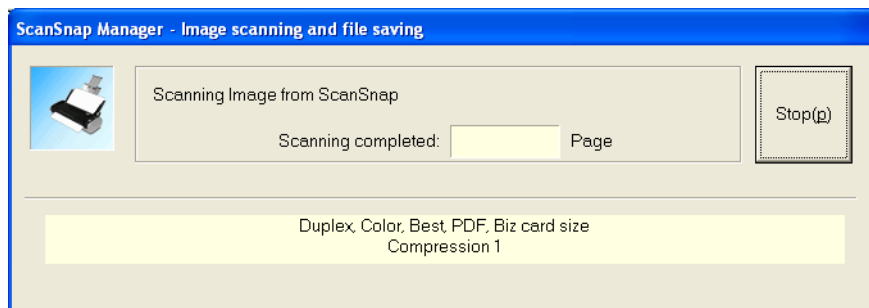 ScanSnap Manager - Image scanning and file saving
Scanning Image from ScanSnap
Stop(p)
Scanning completed: Page
Duplex, Color, Best, PDF, Biz card size
Compression 1